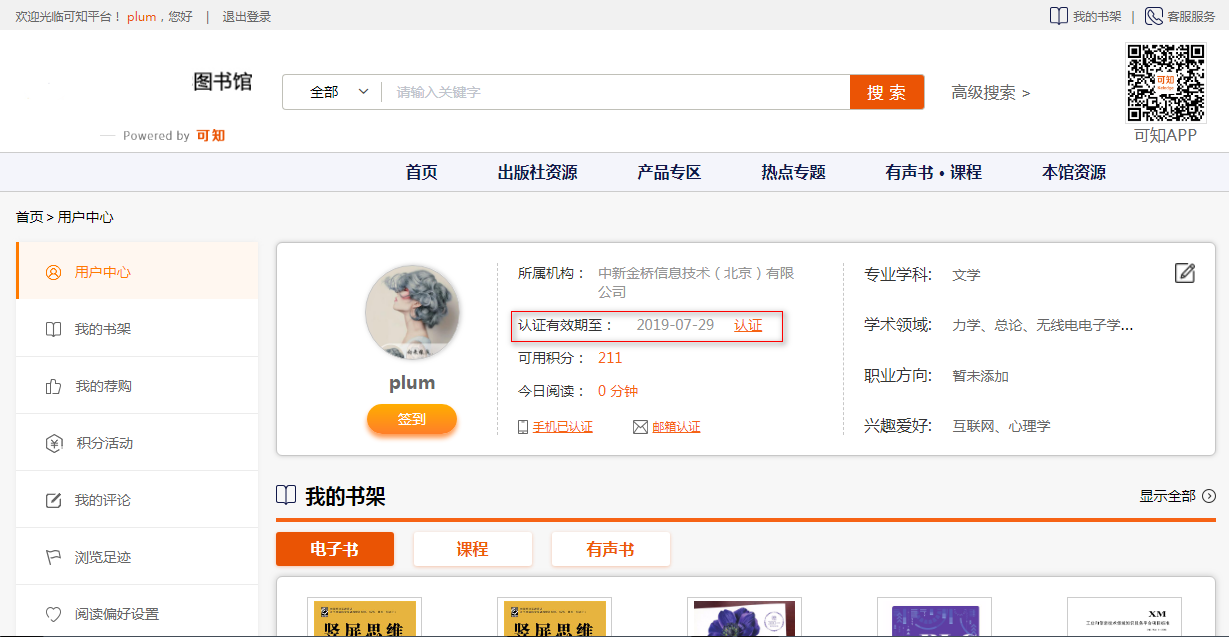 欢迎光临可知平台！ plum，您好 | 退出登录
我的书架 | 客服服务
图书馆
全部 请输入关键字 搜 索 高级搜索 >
可知
Powered by 可知
可知APP
首页 出版社资源 产品专区 热点专题 有声书 • 课程 本馆资源
首页 > 用户中心
用户中心
我的书架
我的荐购
积分活动
我的评论
浏览足迹
阅读偏好设置
plum
签到
所属机构： 中新金桥信息技术（北京）有限
公司
认证有效期至： 2019-07-29 认证
可用积分： 211
今日阅读： 0 分钟
手机已认证 邮箱认证
专业学科: 文学
学术领域: 力学、总论、无线电电子学...
职业方向: 暂未添加
兴趣爱好: 互联网、心理学
我的书架 显示全部
电子书 课程 有声书
竖屏思维
竖屏思维
XM